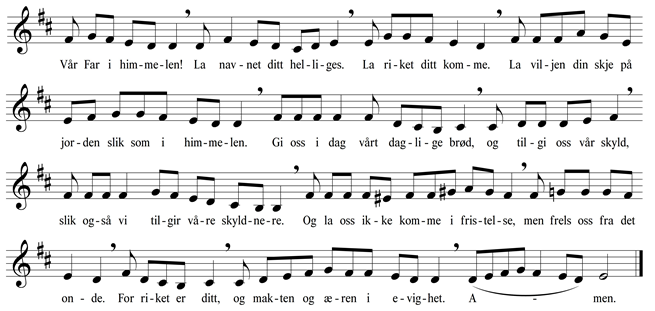 Vår Far i him-me-len! La nav-net ditt hel-li-ges. La ri-ket ditt kom-me. La vil-jen din skje på
jor-den slik som i him-me-len. Gi oss i dag vårt dag-li-ge brød, og til-gi oss vår skyld,
slik og-så vi til-gir vå-re skyld-ne-re. Og la oss ik-ke kom-me i fris-tel-se, men frels oss fra det
on-de. For ri-ket er ditt, og mak-ten og æ-ren i e-vig-het. A-men.